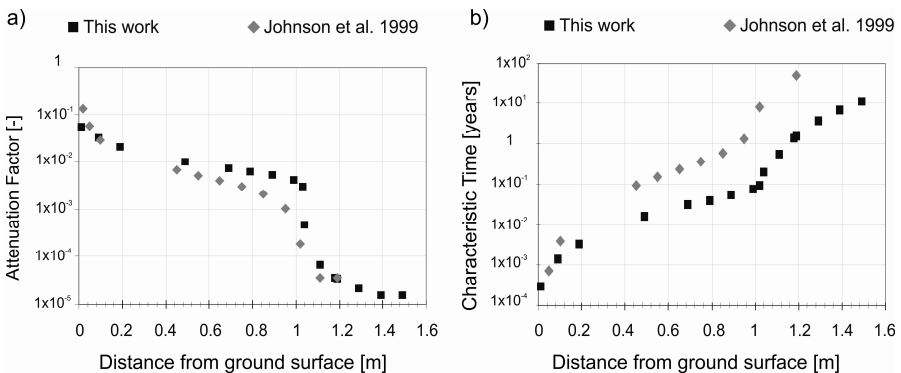 a)
This work
Johnson et al. 1999
Attenuation Factor [-]
1
1x10⁻¹
1x10⁻²
1x10⁻³
1x10⁻⁴
1x10⁻⁵
0 0.2 0.4 0.6 0.8 1 1.2 1.4 1.6
Distance from ground surface [m]
b)
This work
Johnson et al. 1999
Characteristic Time [years]
1x10²
1x10¹
1
1x10⁻¹
1x10⁻²
1x10⁻³
1x10⁻⁴
0 0.2 0.4 0.6 0.8 1 1.2 1.4 1.6
Distance from ground surface [m]